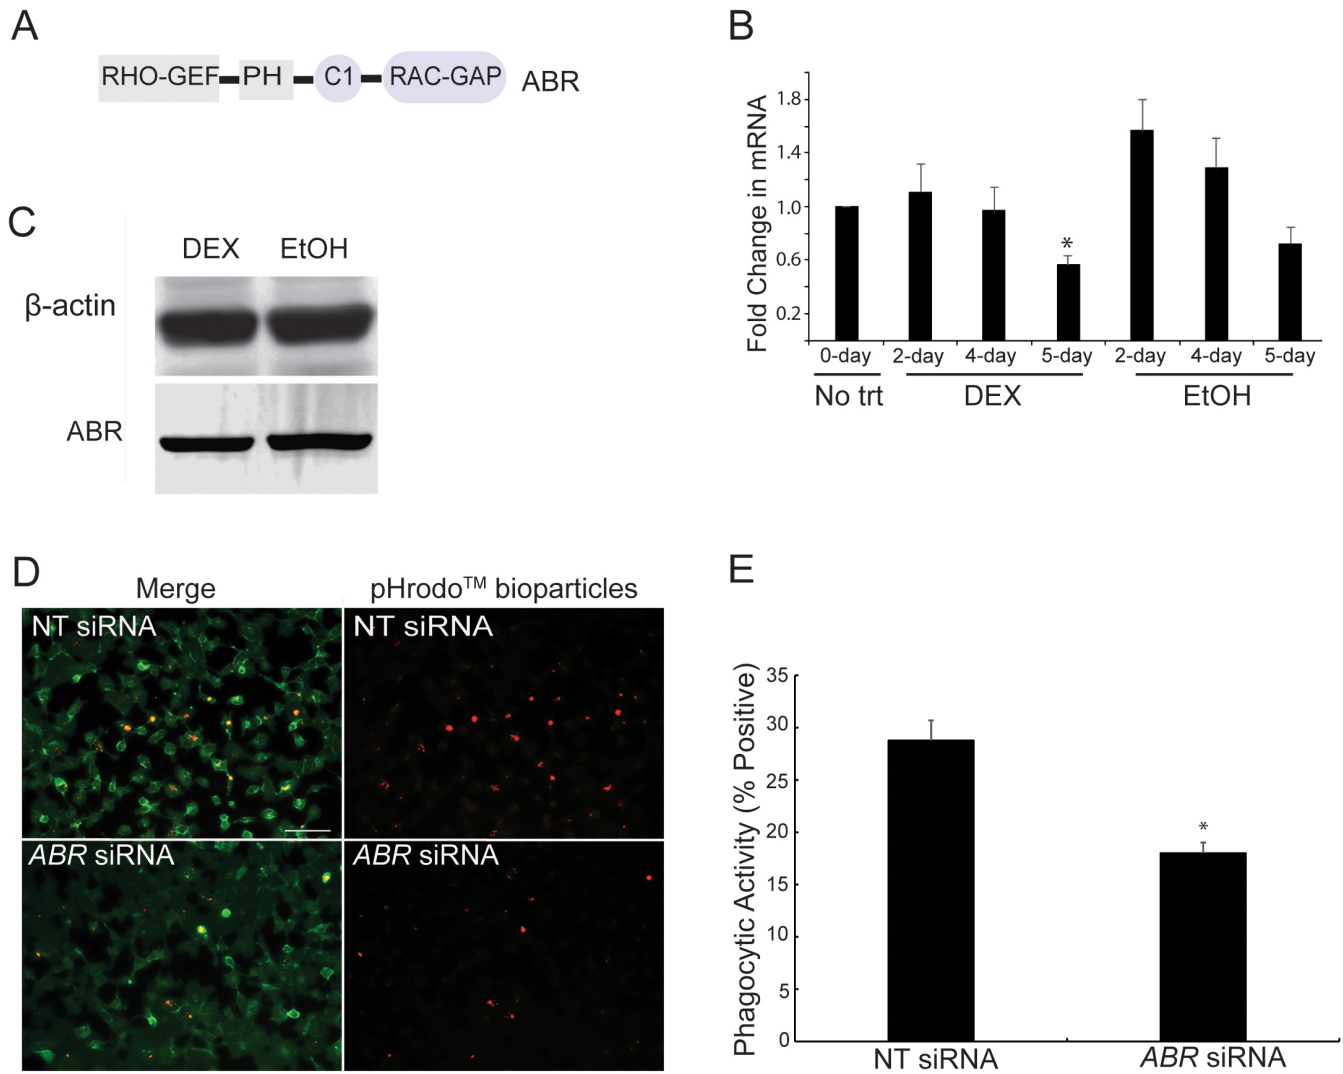 A
RHO-GEF PH C1 RAC-GAP ABR
B
Fold Change in mRNA
1.8
1.4
1.0
0.6
0.2
*
0-day 2-day 4-day 5-day 2-day 4-day 5-day
No trt DEX EtOH
C
DEX EtOH
β-actin
ABR
D
Merge pHrodo™ bioparticles
NT siRNA NT siRNA
ABR siRNA ABR siRNA
E
Phagocytic Activity (% Positive)
35
30
25
20
15
10
5
0
*
NT siRNA ABR siRNA